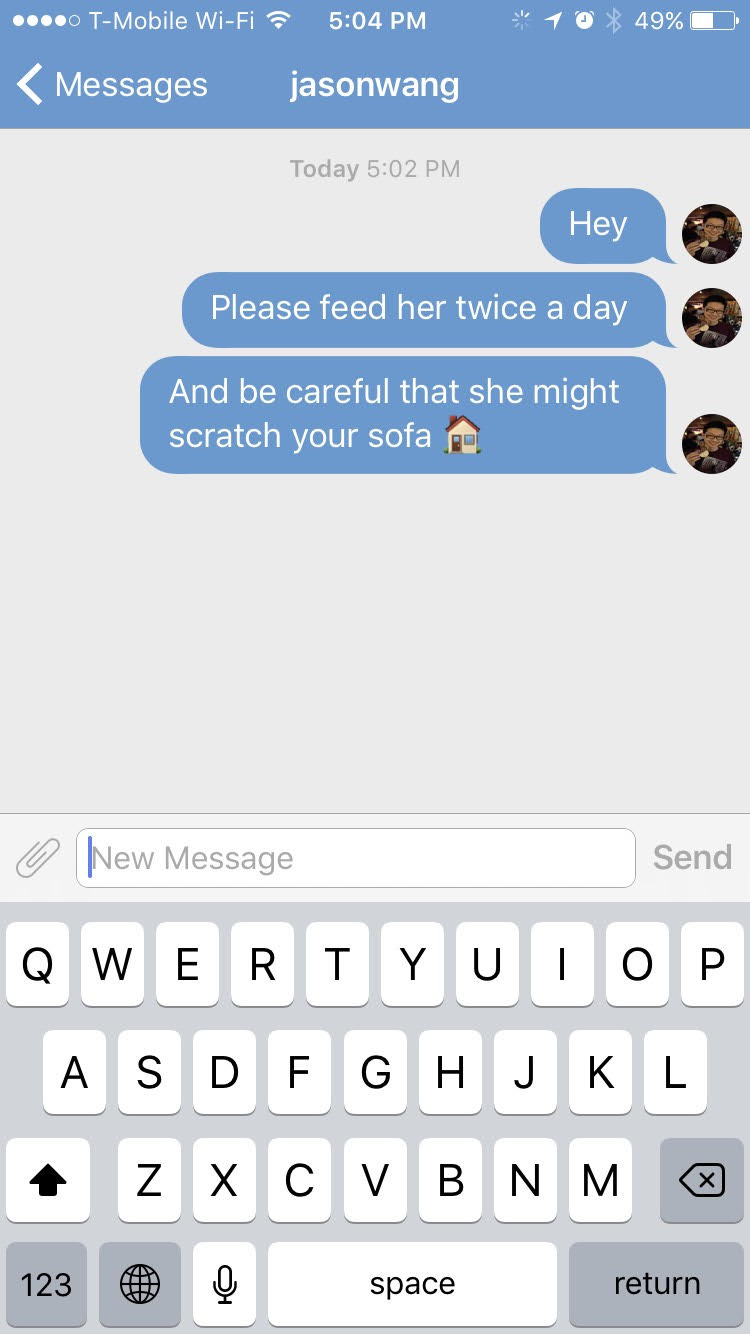 T-Mobile Wi-Fi 5:04 PM 49%
Messages jasonwang
Today 5:02 PM
Hey
Please feed her twice a day
And be careful that she might
scratch your sofa 🏠
New Message Send
Q W E R T Y U I O P
A S D F G H J K L
Z X C V B N M
123 space return